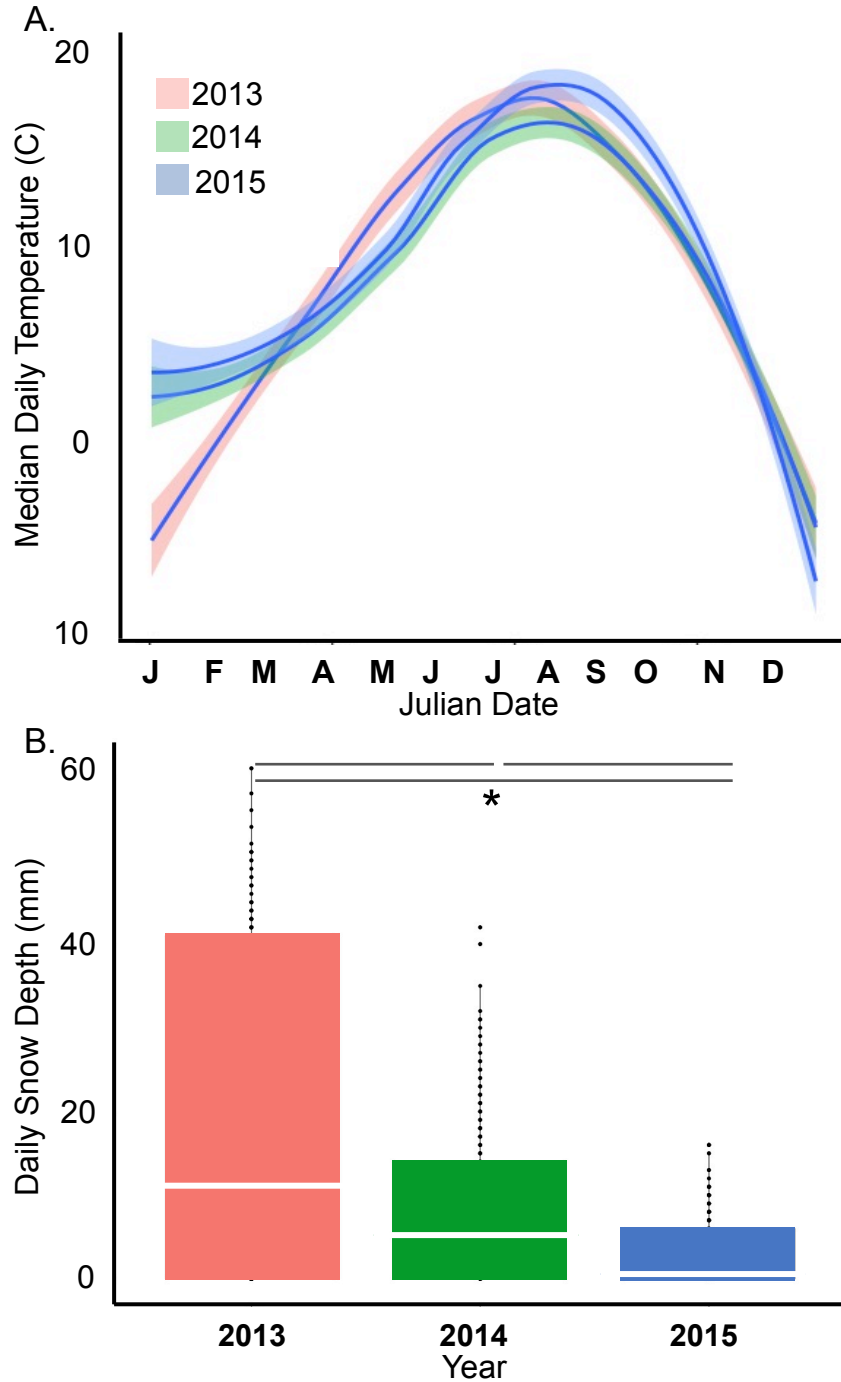 A.
20
2013
2014
2015
10
0
10
Median Daily Temperature (C)
J F M A M J J A S O N D
Julian Date
B.
60
*
40
20
0
Daily Snow Depth (mm)
2013 2014 2015
Year